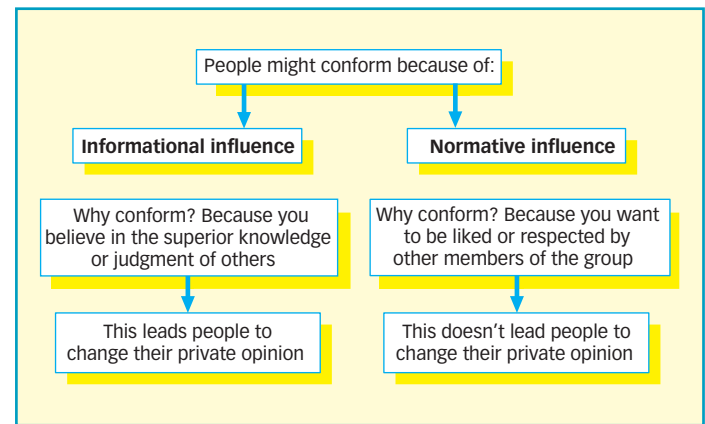 People might conform because of:
Informational influence
Normative influence
Why conform? Because you
believe in the superior knowledge
or judgment of others
Why conform? Because you want
to be liked or respected by
other members of the group
This leads people to
change their private opinion
This doesn't lead people to
change their private opinion